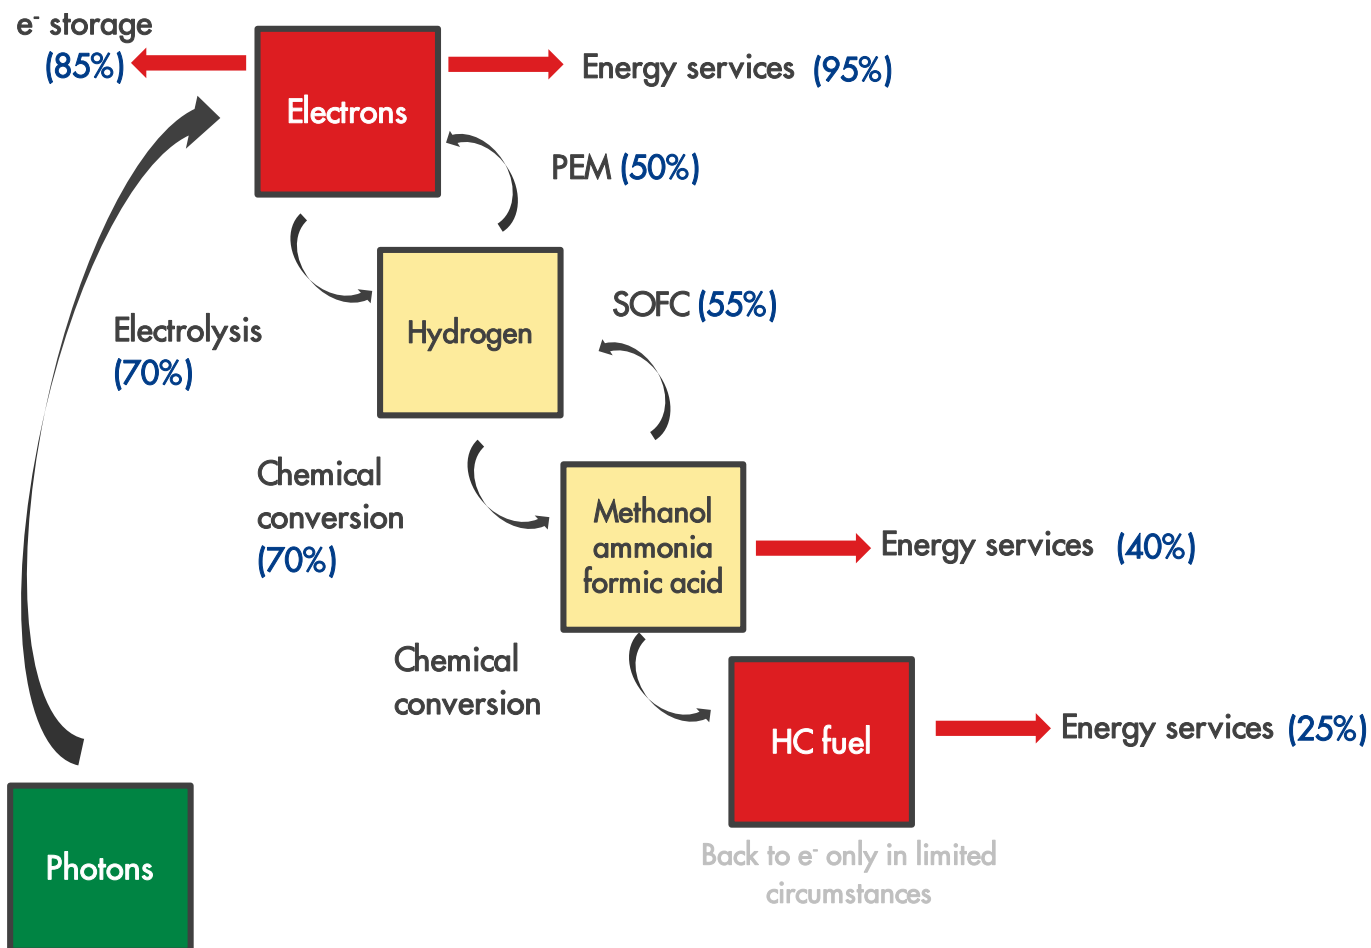 e- storage
(85%)
Electrons
Energy services (95%)
PEM (50%)
Electrolysis
(70%)
Hydrogen
SOFC (55%)
Chemical
conversion
(70%)
Methanol
ammonia
formic acid
Energy services (40%)
Chemical
conversion
HC fuel
Energy services (25%)
Back to e- only in limited
circumstances
Photons